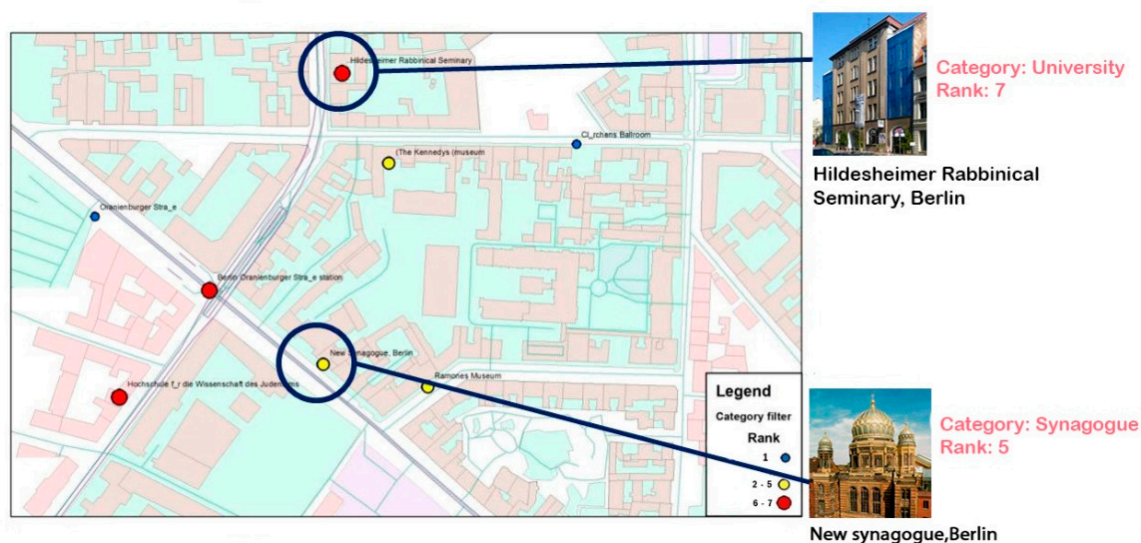 Hildesheimer Rabbinical Seminary
Cl_rchens Ballroom
(The Kennedys (museum
Oranienburger Stra_e
Berlin Oranienburger Stra_e station
New Synagogue, Berlin
Ramones Museum
Hochschule f_r die Wissenschaft des Judentums
Legend
Category filter
Rank
1
2 - 5
6 - 7
Category: University
Rank: 7
Hildesheimer Rabbinical
Seminary, Berlin
Category: Synagogue
Rank: 5
New synagogue,Berlin